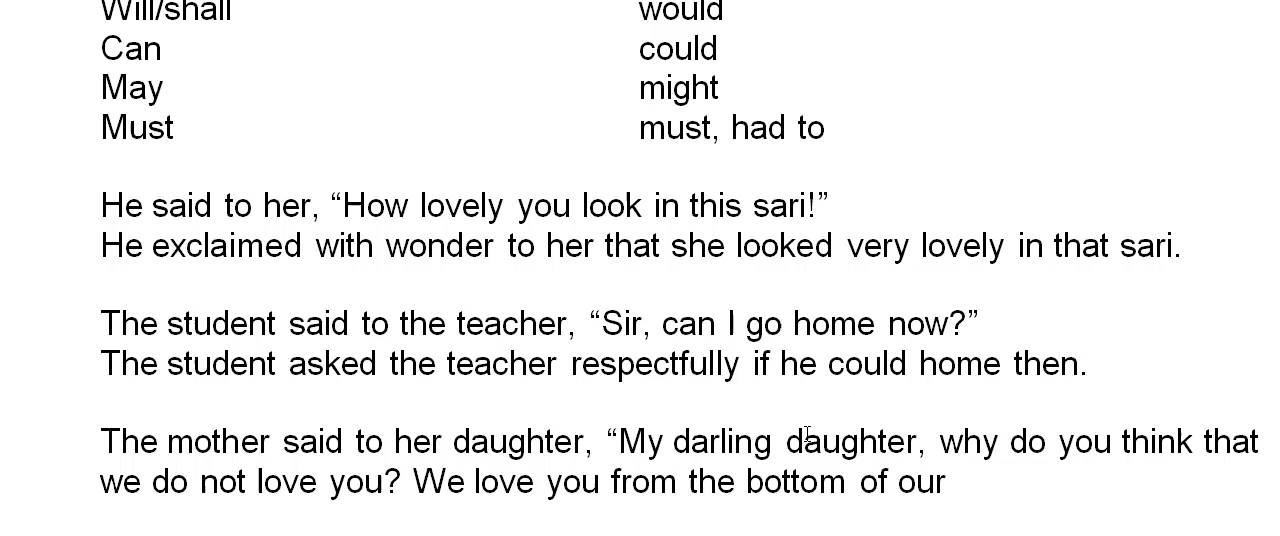 Will/shall would
Can could
May might
Must must, had to
He said to her, “How lovely you look in this sari!”
He exclaimed with wonder to her that she looked very lovely in that sari.
The student said to the teacher, “Sir, can I go home now?”
The student asked the teacher respectfully if he could home then.
The mother said to her daughter, “My darling daughter, why do you think that
we do not love you? We love you from the bottom of our